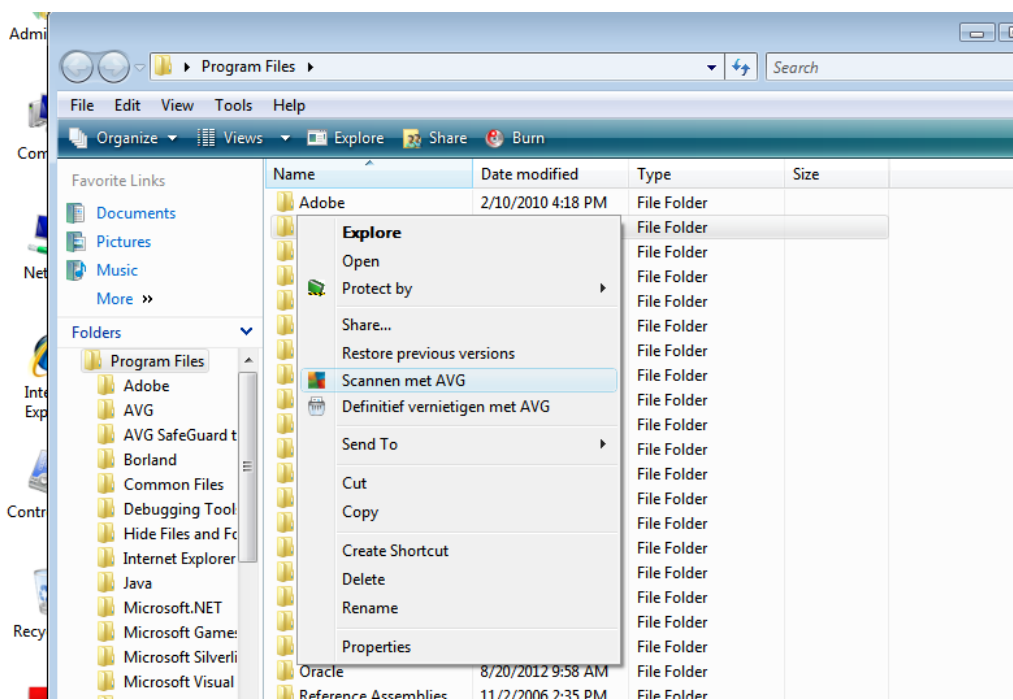 Admi
Program Files
Search
File Edit View Tools Help
Organize Views Explore Share Burn
Com
Favorite Links
Name Date modified Type Size
Documents
Adobe 2/10/2010 4:18 PM File Folder
Pictures
Explore File Folder
Open File Folder
Net
Music
Protect by File Folder
More »
File Folder
Folders
Share... File Folder
Program Files
Restore previous versions File Folder
Adobe
Scannen met AVG File Folder
Inte
Exp
AVG
Definitief vernietigen met AVG File Folder
AVG SafeGuard t
File Folder
Borland
Send To File Folder
Common Files
Cut File Folder
Contr
Debugging Tool
Copy File Folder
Hide Files and Fo
File Folder
Internet Explorer
Create Shortcut File Folder
Java
Delete File Folder
Microsoft.NET
Rename File Folder
Recy
Microsoft Games
File Folder
Microsoft Silverli
Properties File Folder
Microsoft Visual
Oracle 8/20/2012 9:58 AM File Folder
Reference Assemblies 11/2/2006 2:35 PM File Folder